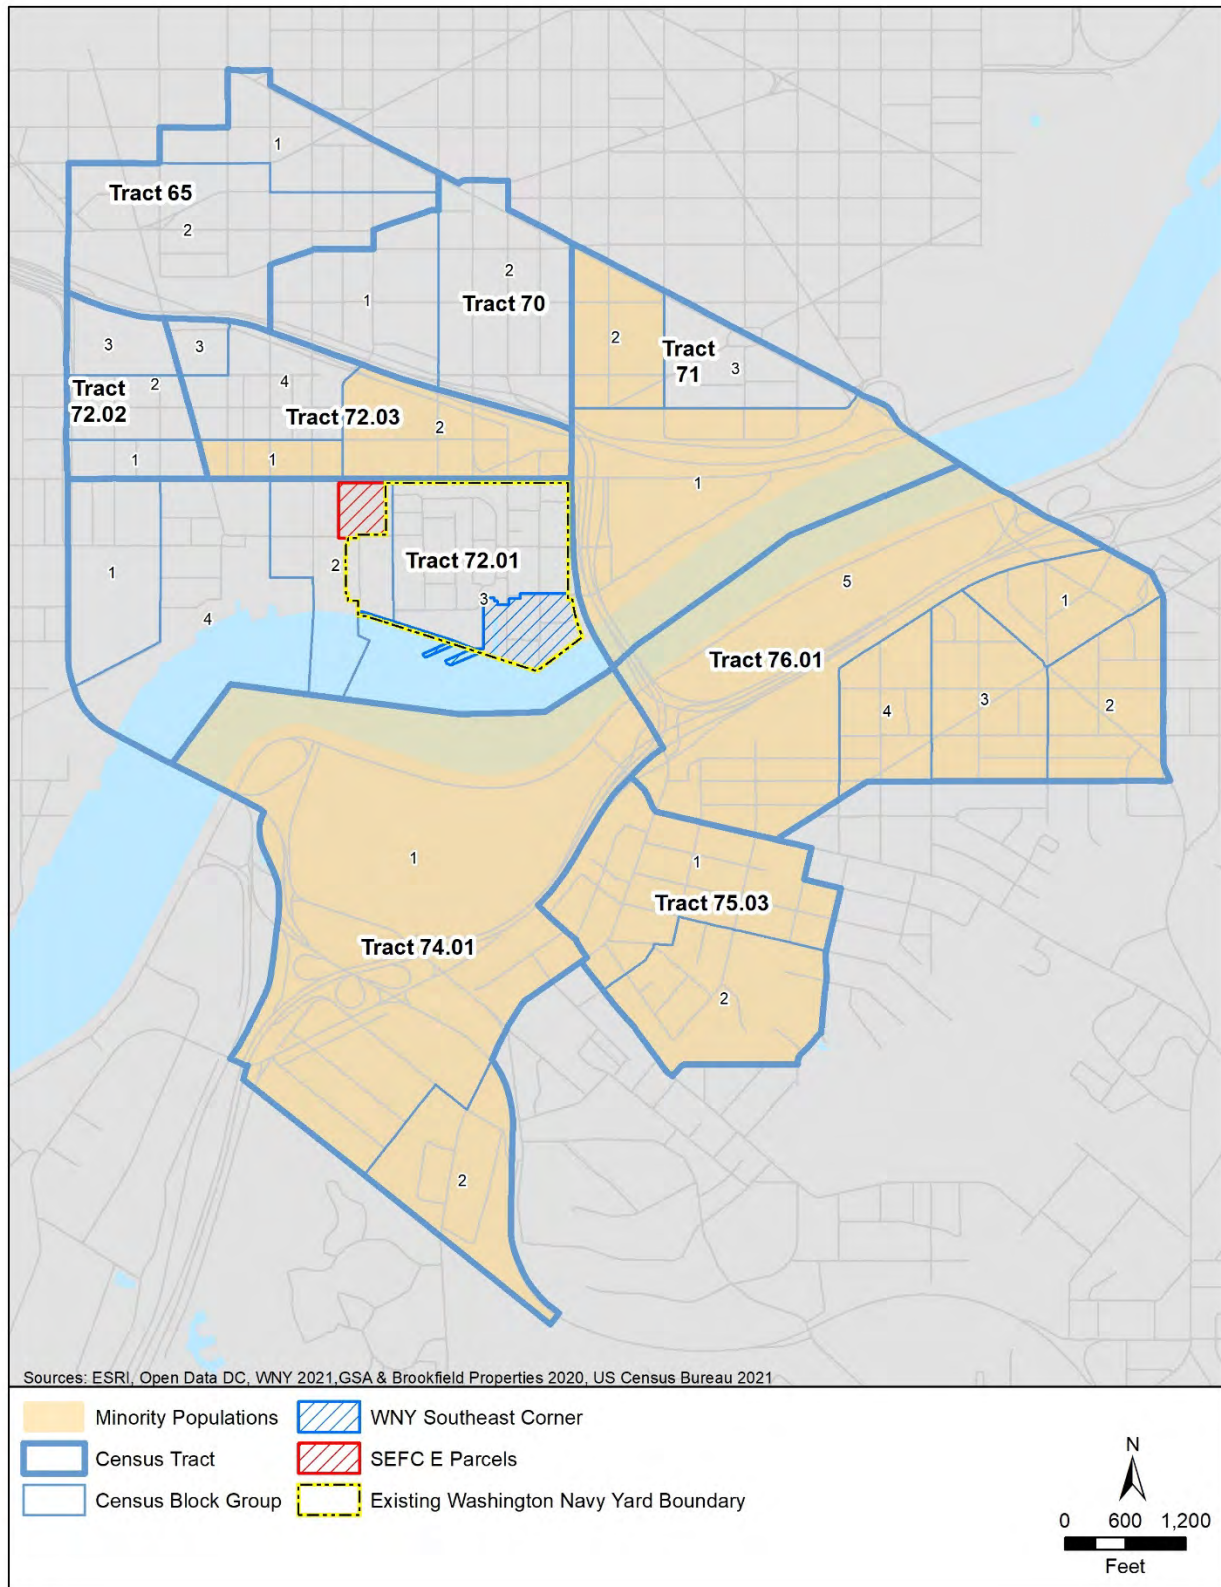 1
Tract 65
2
2
1
Tract 70
2
Tract
71
3
3
3
2
4
Tract
72.02
Tract 72.03
2
1
1
1
Tract 72.01
2
1
3
4
5
1
Tract 76.01
4
3
2
1
1
Tract 75.03
Tract 74.01
2
2
Sources: ESRI, Open Data DC, WNY 2021,GSA & Brookfield Properties 2020, US Census Bureau 2021
Minority Populations
WNY Southeast Corner
Census Tract
SEFC E Parcels
Census Block Group
Existing Washington Navy Yard Boundary
N
0 600 1,200
Feet